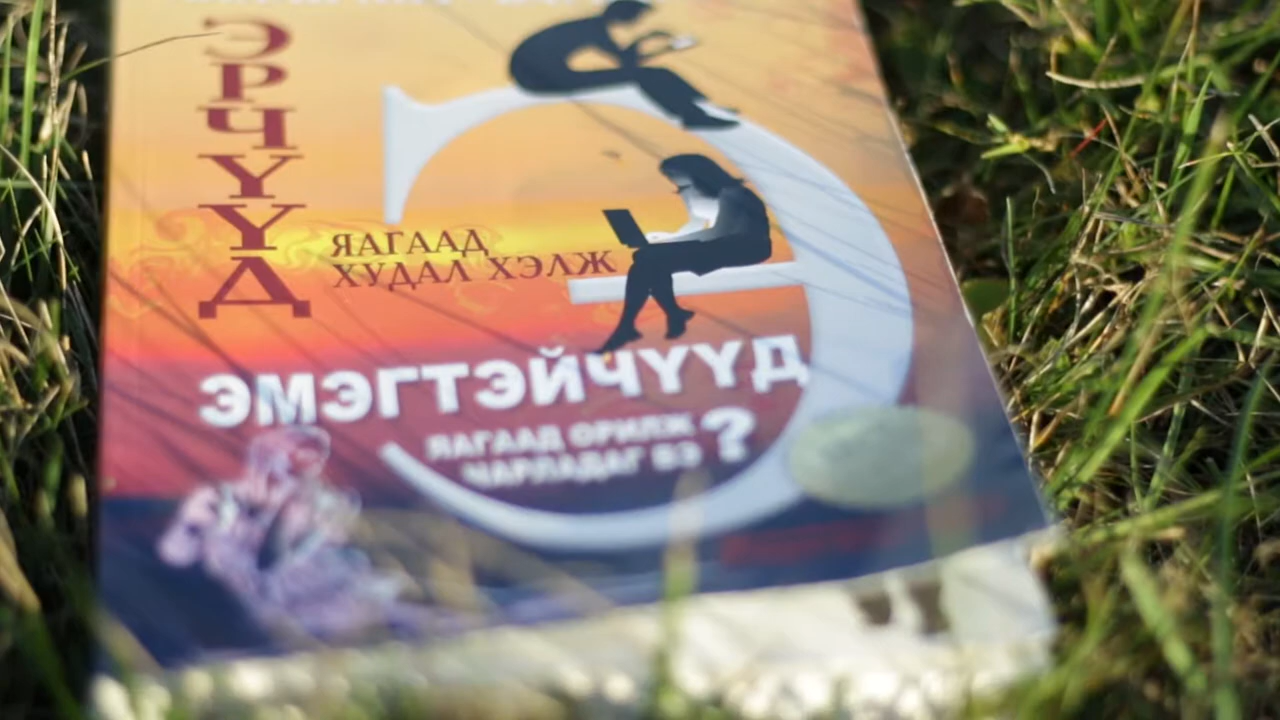 ЭРЧҮҮД
ЯАГААД
ХУДАЛ ХЭЛЖ
ЭМЭГТЭЙЧҮҮД
ЯАГААД ОРИЛЖ
ЧАРЛАДАГ ВЭ ?